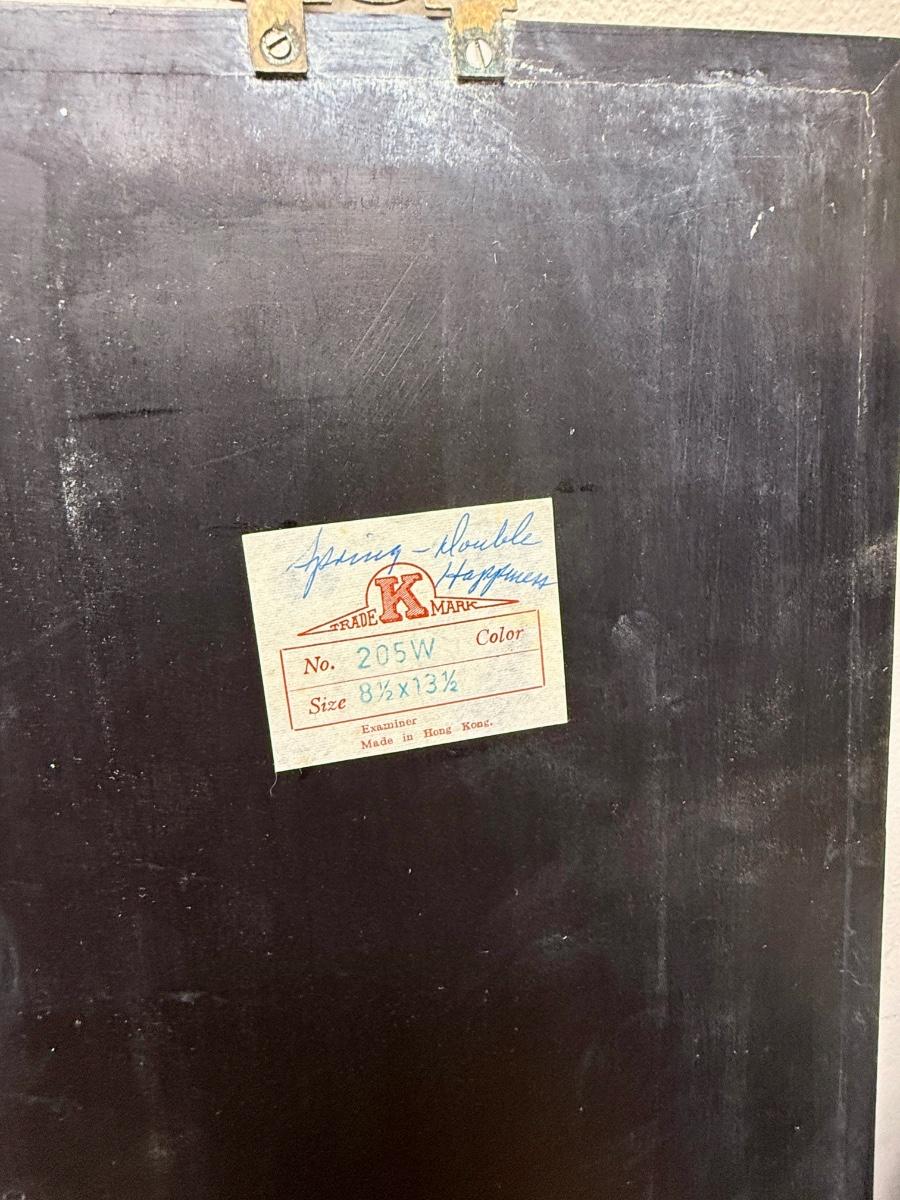 Spring - Double
Happiness
K
TRADE MARK
No. 205W Color
Size 8½x13½
Examiner
Made in Hong Kong.